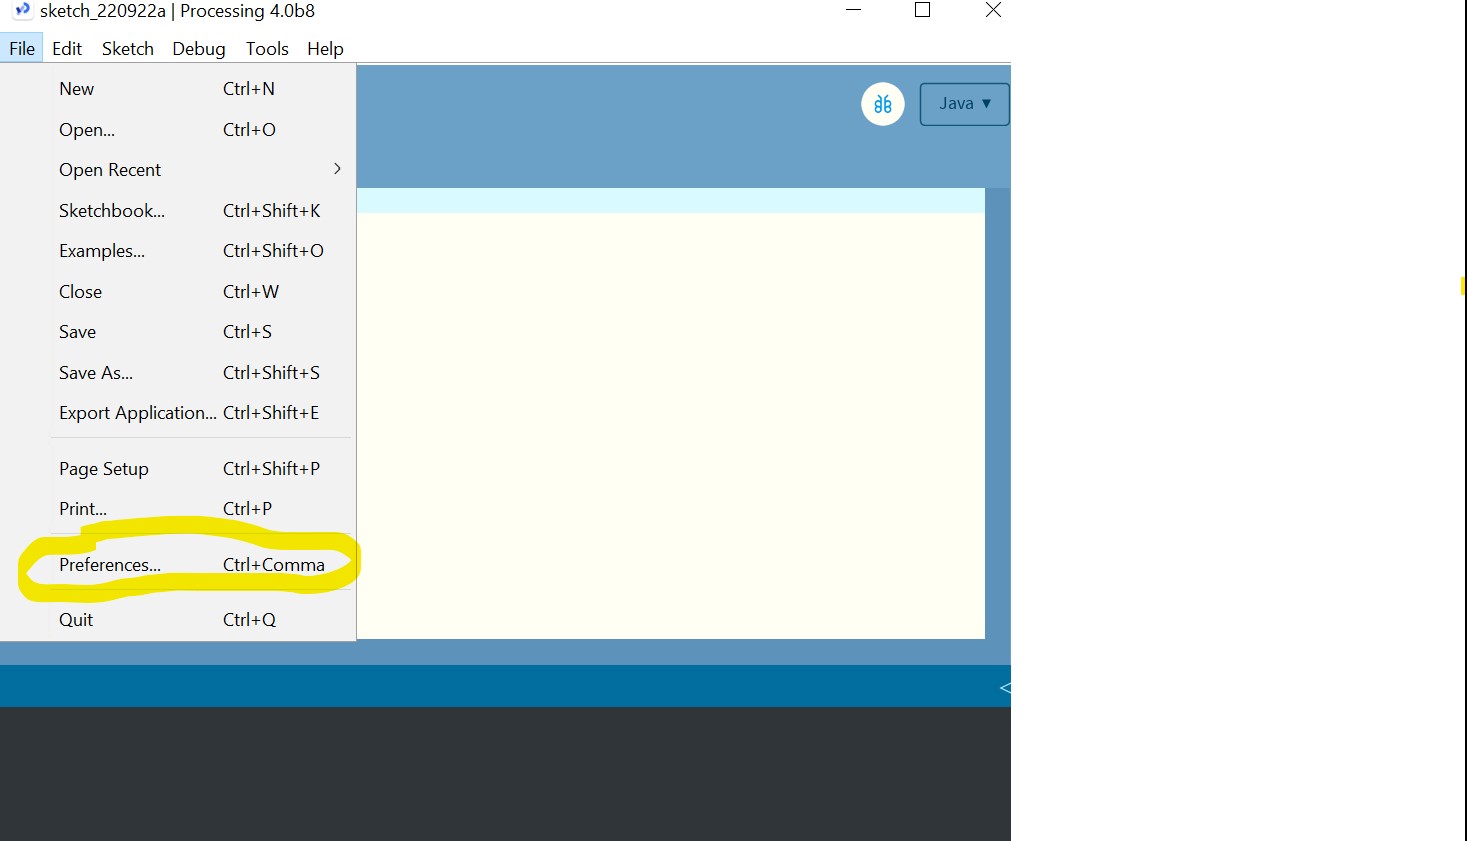 sketch_220922a | Processing 4.0b8
File Edit Sketch Debug Tools Help
New Ctrl+N
Java ▼
Open... Ctrl+O
Open Recent >
Sketchbook... Ctrl+Shift+K
Examples... Ctrl+Shift+O
Close Ctrl+W
Save Ctrl+S
Save As... Ctrl+Shift+S
Export Application... Ctrl+Shift+E
Page Setup Ctrl+Shift+P
Print... Ctrl+P
Preferences... Ctrl+Comma
Quit Ctrl+Q